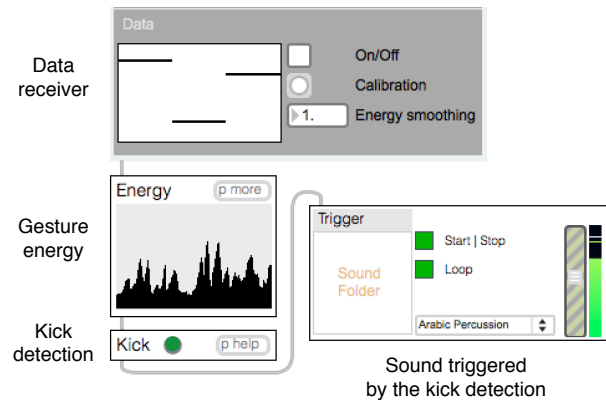 Data
Data
receiver
On/Off
Calibration
1.
Energy smoothing
Energy
p more
Gesture
energy
Trigger
Start | Stop
Loop
Sound
Folder
Arabic Percussion
Kick
detection
Kick
p help
Sound triggered
by the kick detection